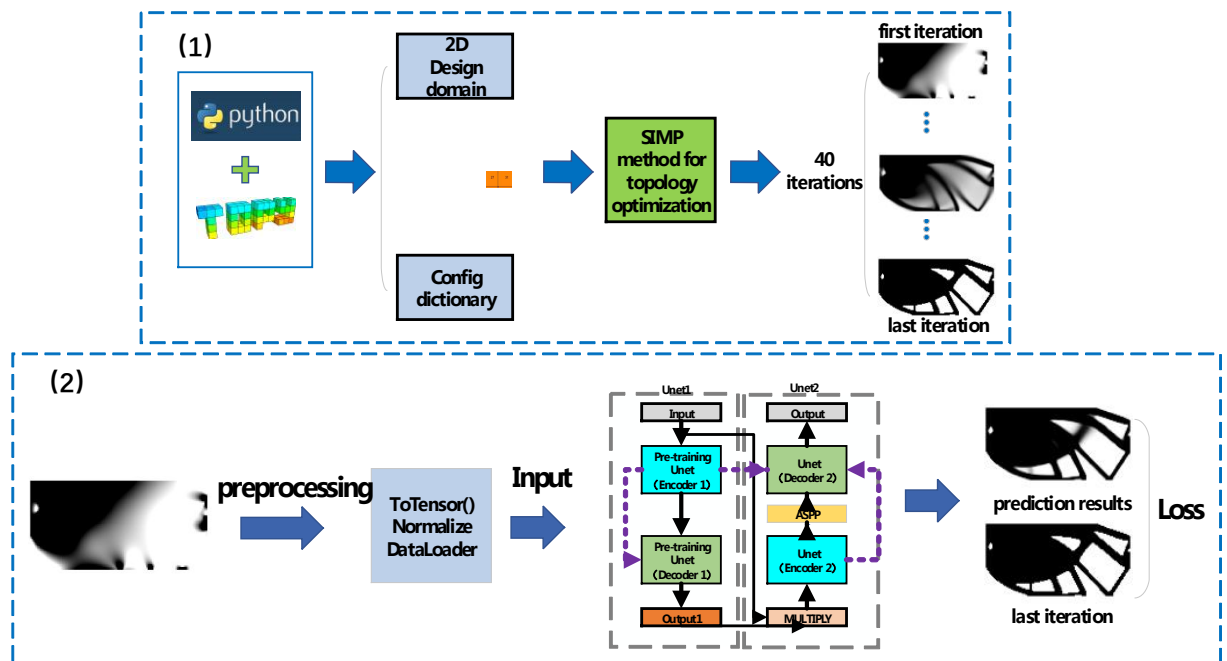 (1)
python
TOPY
2D
Design
domain
Config
dictionary
SIMP
method for
topology
optimization
40
iterations
first iteration
last iteration
(2)
preprocessing
ToTensor()
Normalize
DataLoader
Input
Unet1
Input
Pre-training
Unet
(Encoder 1)
Pre-training
Unet
(Decoder 1)
Output1
Unet2
Output
Unet
(Decoder 2)
ASPP
Unet
(Encoder 2)
MULTIPLY
prediction results
last iteration
Loss